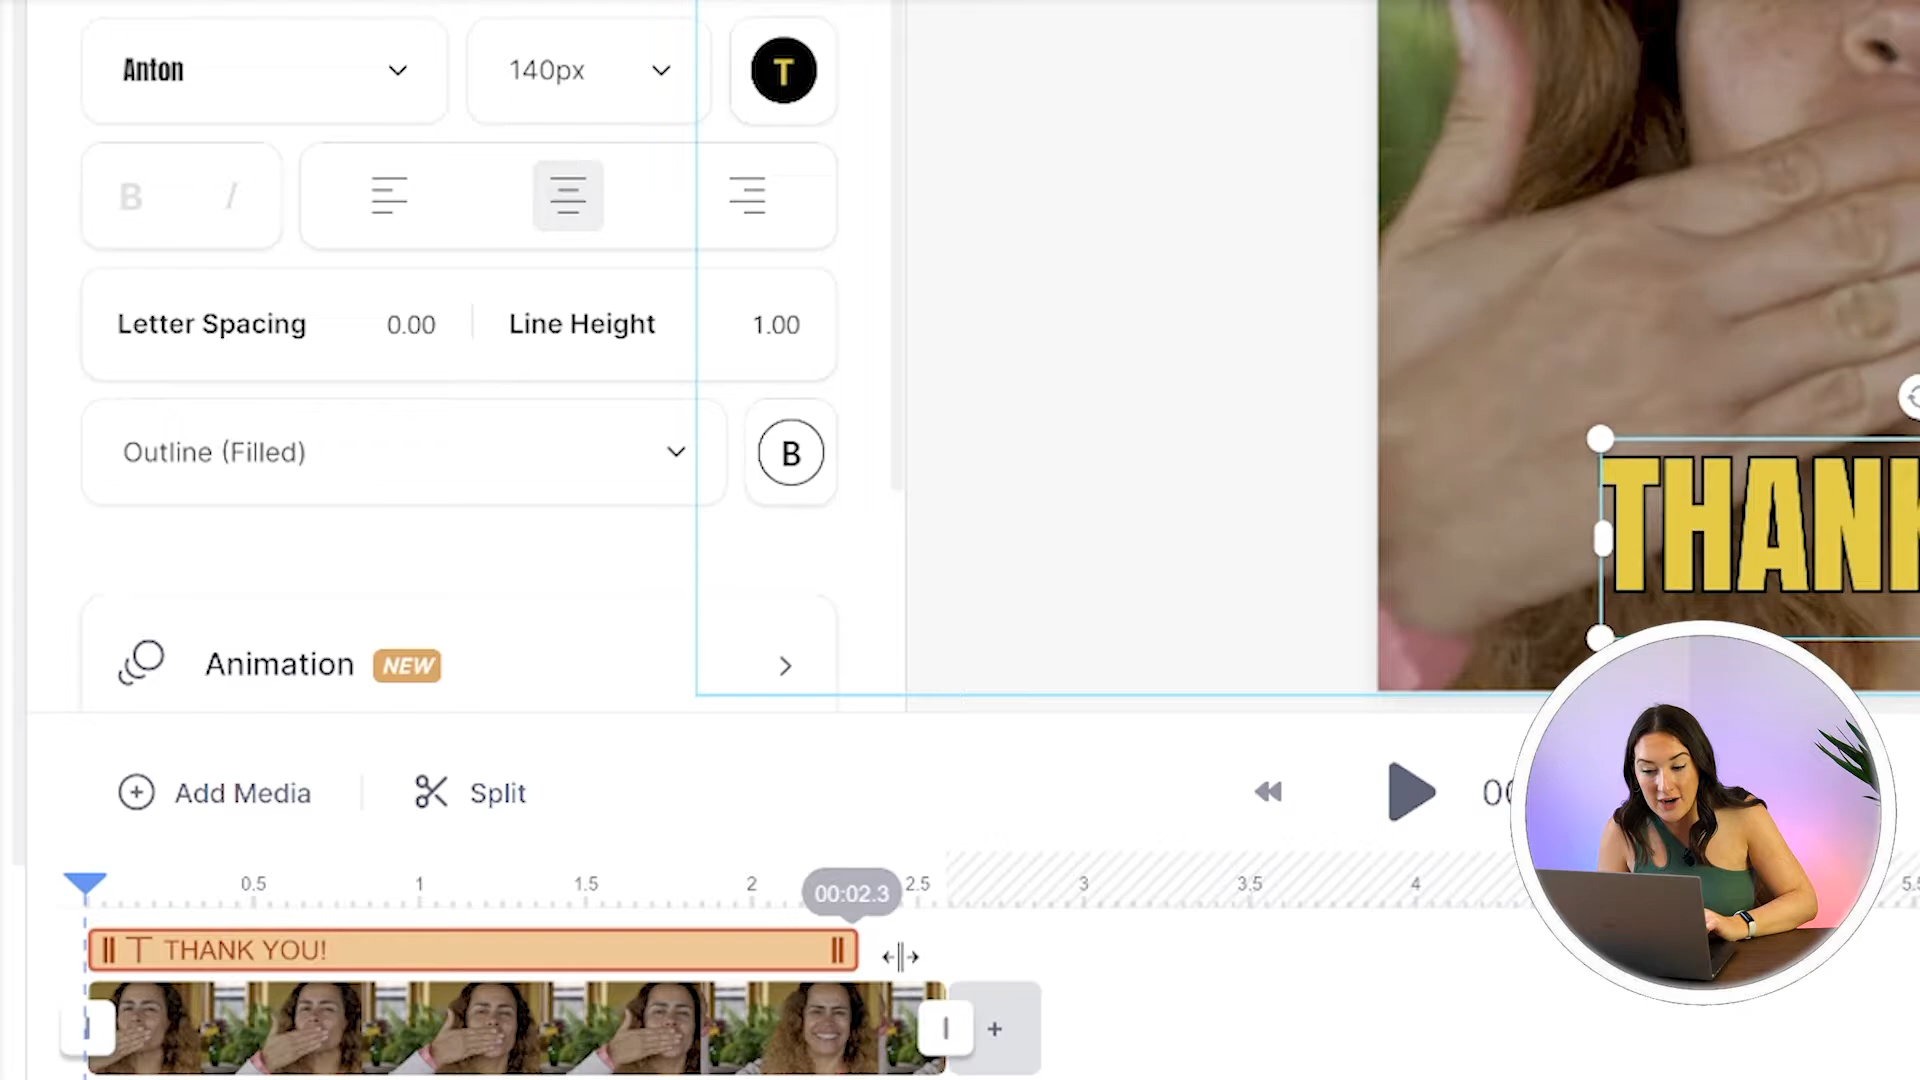 Anton
140px
T
B I
Letter Spacing 0.00
Line Height 1.00
Outline (Filled)
B
THANK
Animation NEW
Add Media
Split
0.5 1 1.5 2 00:02.3 2.5 3 3.5 4
T THANK YOU!
+